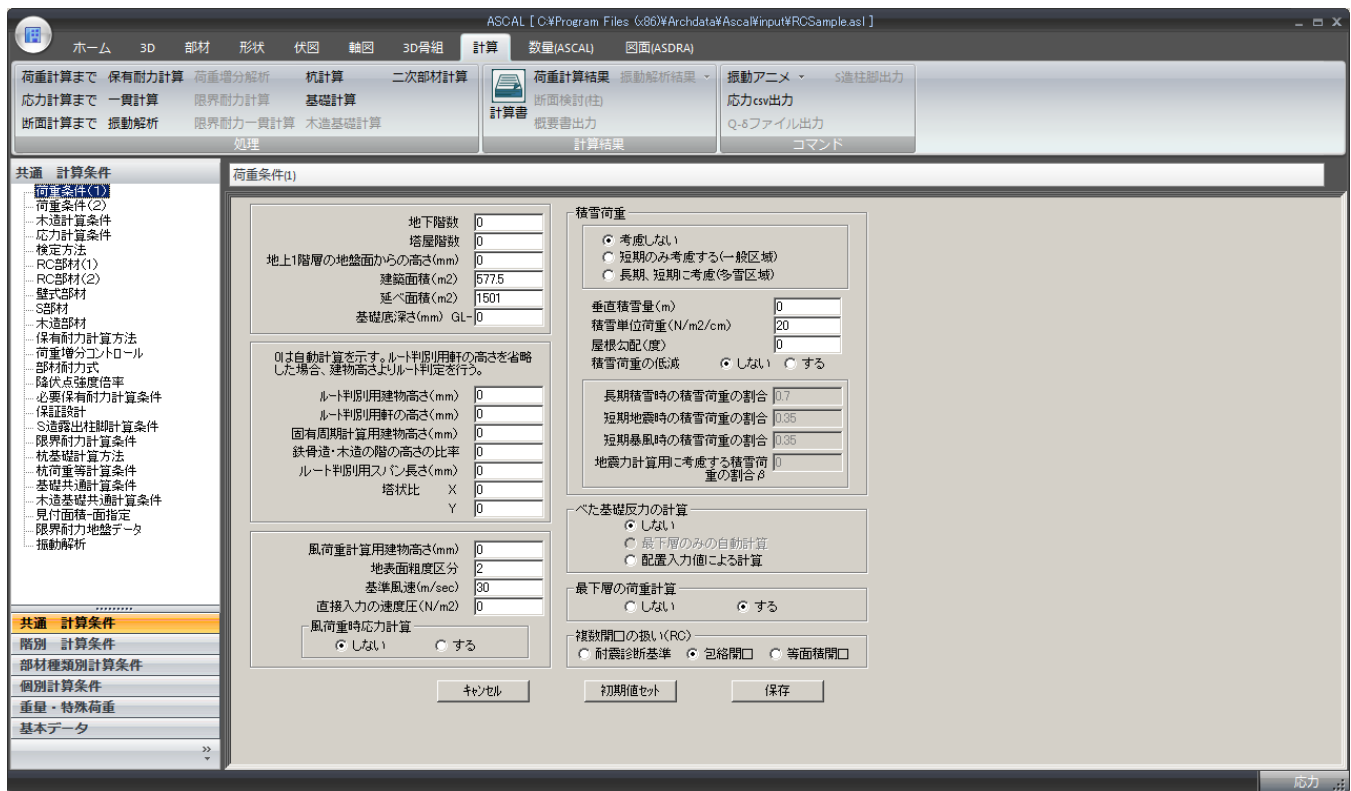 ASCAL [ C:¥Program Files (x86)¥Archdata¥Ascal¥input¥RCSample.asl ]
ホーム 3D 部材 形状 伏図 軸図 3D骨組 計算 数量(ASCAL) 図面(ASDRA)
荷重計算まで 保有耐力計算 荷重増分解析 杭計算 二次部材計算
応力計算まで 一貫計算 限界耐力計算 基礎計算
断面計算まで 振動解析 限界耐力一貫計算 木造基礎計算
処理
計算書
荷重計算結果 振動解析結果
断面検討(柱)
概要書出力
計算結果
振動アニメ S造柱脚出力
応力csv出力
Q-δファイル出力
コマンド
共通 計算条件
荷重条件(1)
荷重条件(2)
木造計算条件
応力計算条件
検定方法
RC部材(1)
RC部材(2)
壁式部材
S部材
木造部材
保有耐力計算方法
荷重増分コントロール
部材耐力式
降伏点強度倍率
必要保有耐力計算条件
保証設計
S造露出柱脚計算条件
限界耐力計算条件
杭基礎計算方法
杭荷重等計算条件
基礎共通計算条件
木造基礎共通計算条件
見付面積-面指定
限界耐力地盤データ
振動解析
共通 計算条件
階別 計算条件
部材種類別計算条件
個別計算条件
重量・特殊荷重
基本データ
荷重条件(1)
地下階数 0
塔屋階数 0
地上1階層の地盤面からの高さ(mm) 0
建築面積(m2) 577.5
延べ面積(m2) 1501
基礎底深さ(mm) GL- 0
0は自動計算を示す。ルート判別用軒の高さを省略
した場合、建物高さよりルート判定を行う。
ルート判別用建物高さ(mm) 0
ルート判別用軒の高さ(mm) 0
固有周期計算用建物高さ(mm) 0
鉄骨造・木造の階の高さの比率 0
ルート判別用スパン長さ(mm) 0
塔状比 X 0
Y 0
風荷重計算用建物高さ(mm) 0
地表面粗度区分 2
基準風速(m/sec) 30
直接入力の速度圧(N/m2) 0
風荷重時応力計算
しない する
積雪荷重
考慮しない
短期のみ考慮する(一般区域)
長期、短期に考慮(多雪区域)
垂直積雪量(m) 0
積雪単位荷重(N/m2/cm) 20
屋根勾配(度) 0
積雪荷重の低減 しない する
長期積雪時の積雪荷重の割合 0.7
短期地震時の積雪荷重の割合 0.35
短期暴風時の積雪荷重の割合 0.35
地震力計算用に考慮する積雪荷 0
重の割合β
べた基礎反力の計算
しない
最下層のみの自動計算
配置入力値による計算
最下層の荷重計算
しない する
複数開口の扱い(RC)
耐震診断基準 包絡開口 等面積開口
キャンセル 初期値セット 保存
応力